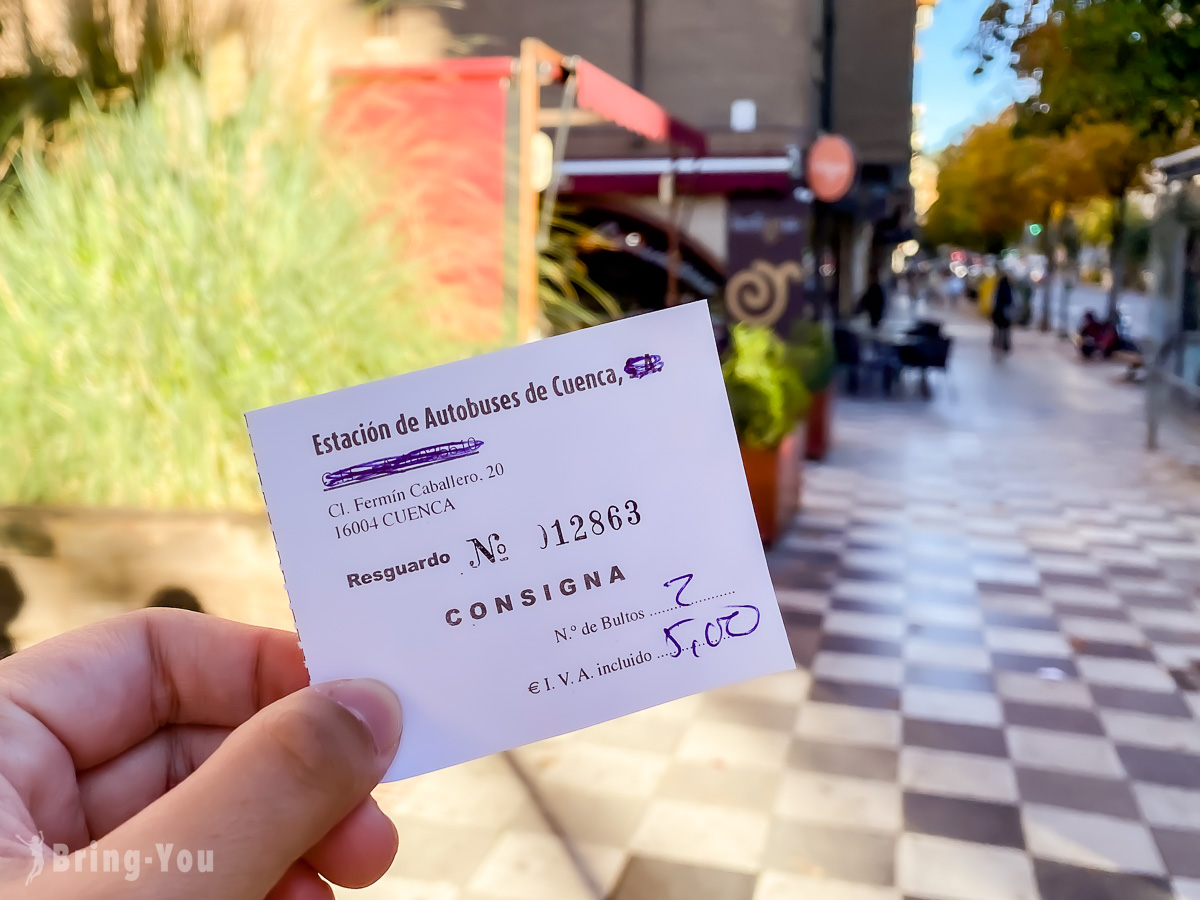 Estación de Autobuses de Cuenca,
Cl. Fermín Caballero, 20
16004 CUENCA
Resguardo Nº 12863
CONSIGNA
N.º de Bultos 2
€ I. V. A. incluido 5,00
Bring-You